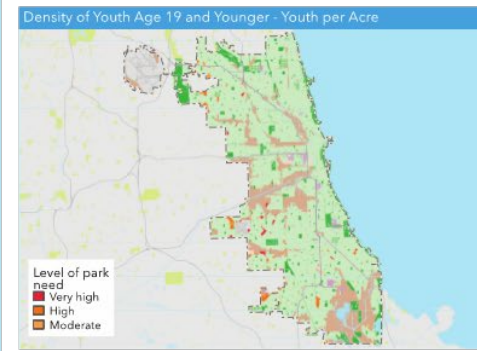 Density of Youth Age 19 and Younger - Youth per Acre
Level of park
need
Very high
High
Moderate